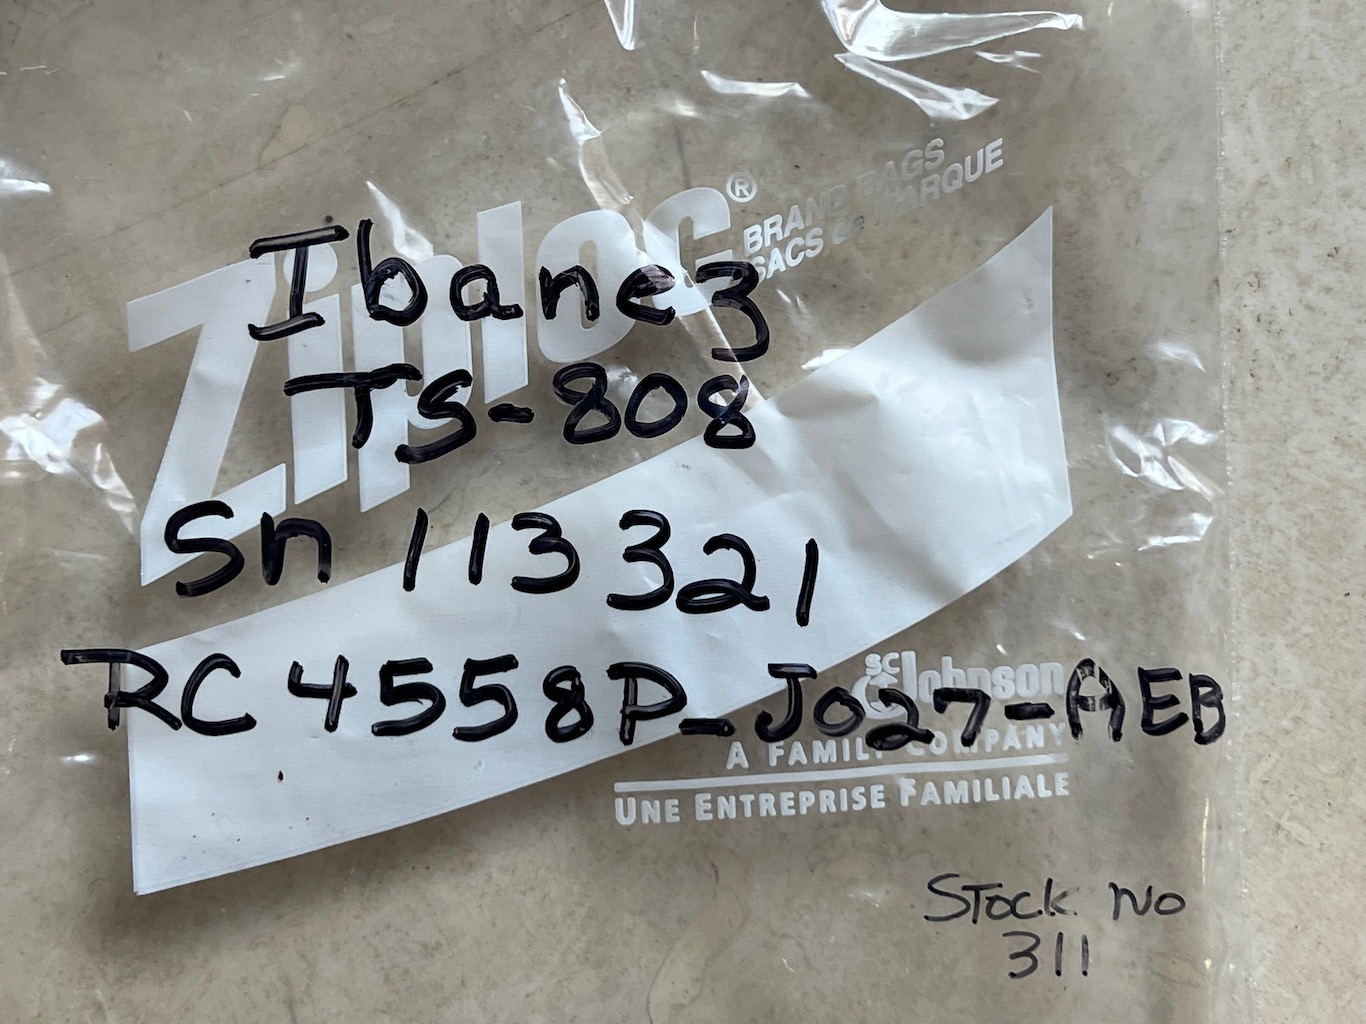 Ziploc®
BRAND BAGS
SACS de MARQUE
Ibanez
TS-808
Sn 113321
RC4558P-J027-AEB
SC Johnson
A FAMILY COMPANY
UNE ENTREPRISE FAMILIALE
Stock No
311